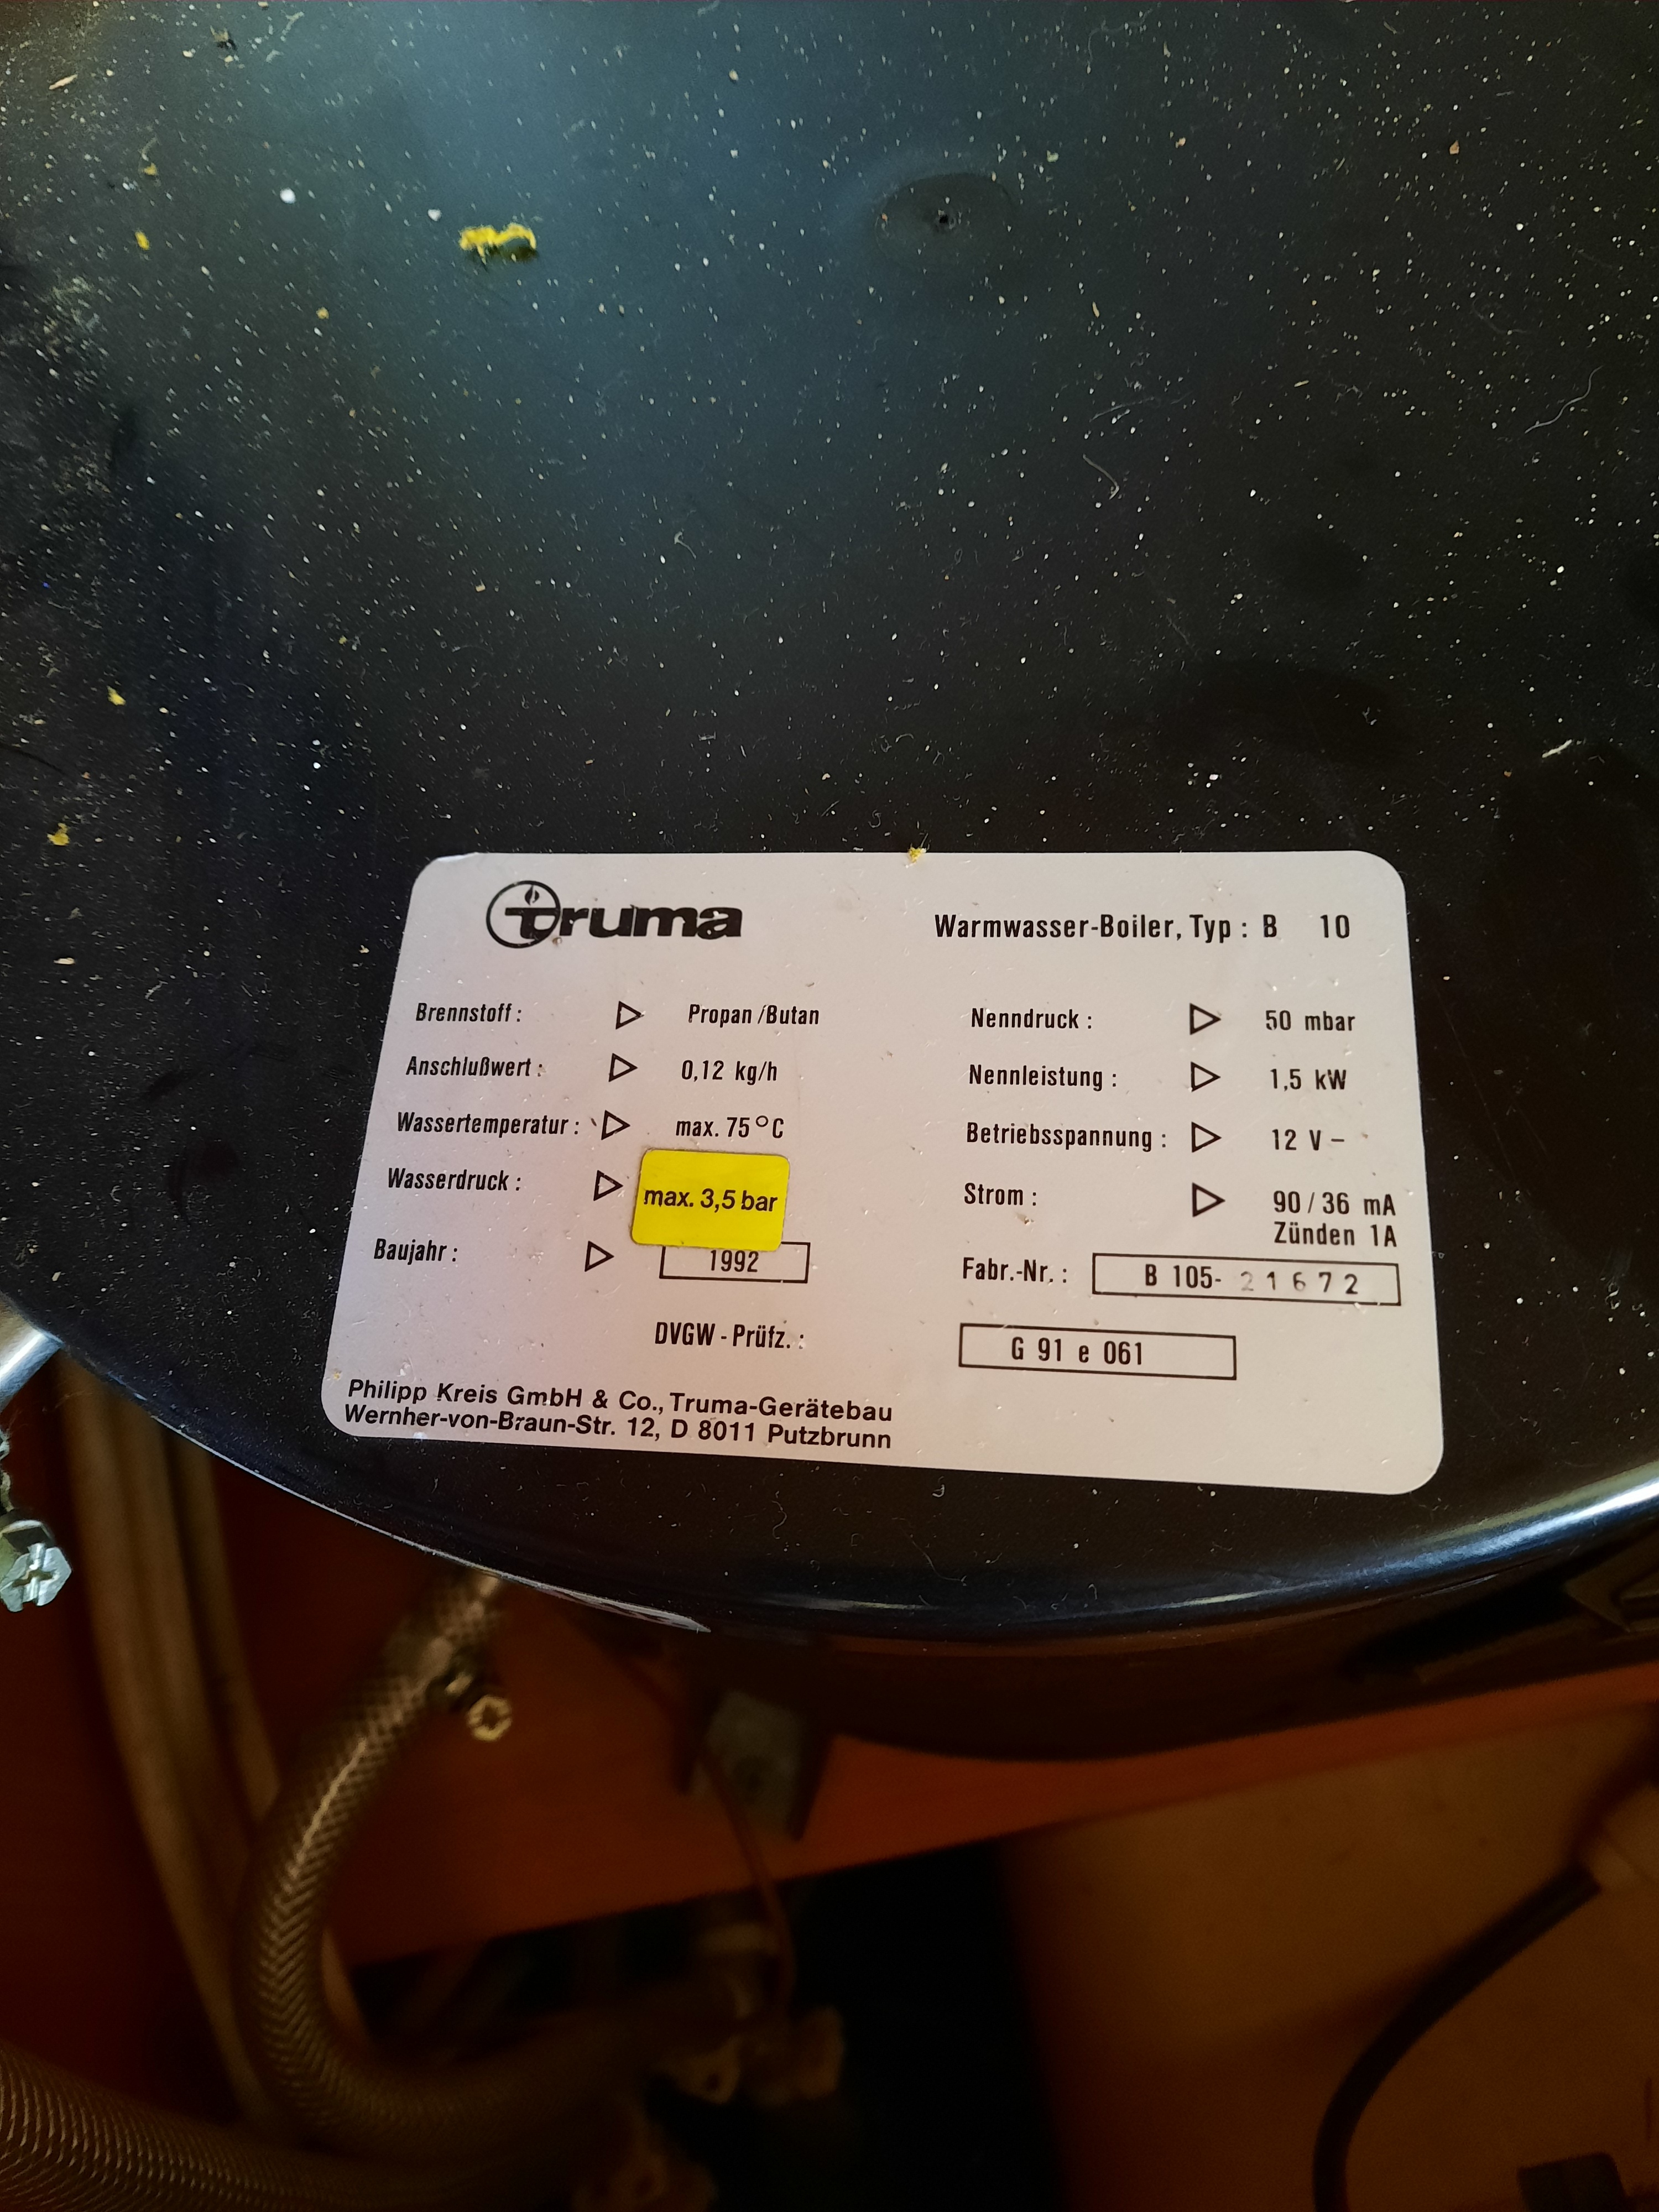 truma
Warmwasser-Boiler, Typ : B 10
Brennstoff : Propan /Butan
Nenndruck : 50 mbar
Anschlußwert : 0,12 kg/h
Nennleistung : 1,5 kW
Wassertemperatur : max. 75 °C
Betriebsspannung : 12 V –
Wasserdruck : max. 3,5 bar
Strom : 90 / 36 mA
Zünden 1A
Baujahr : 1992
Fabr.-Nr. : B 105- 21672
DVGW - Prüfz. : G 91 e 061
Philipp Kreis GmbH & Co., Truma-Gerätebau
Wernher-von-Braun-Str. 12, D 8011 Putzbrunn